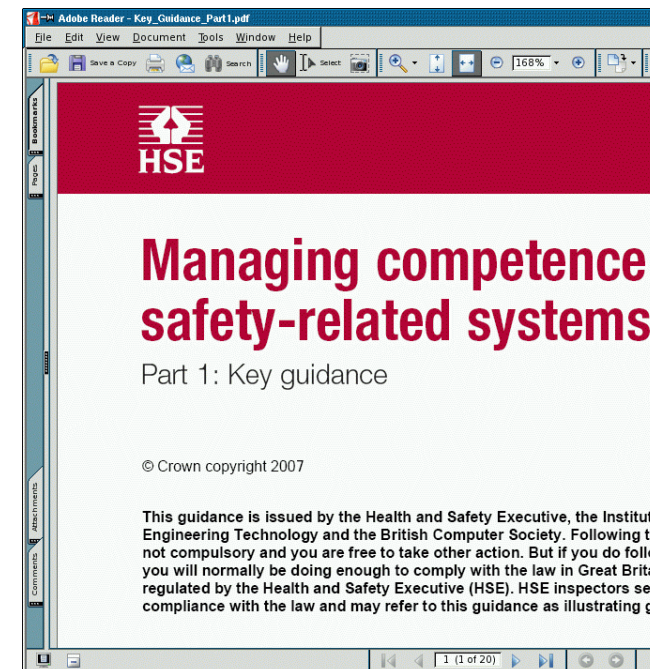 Adobe Reader - Key_Guidance_Part1.pdf
File Edit View Document Tools Window Help
Save a Copy Search Select 168%
Bookmarks
Pages
HSE
Managing competence
safety-related systems
Part 1: Key guidance
© Crown copyright 2007
Attachments
Comments
This guidance is issued by the Health and Safety Executive, the Institut
Engineering Technology and the British Computer Society. Following t
not compulsory and you are free to take other action. But if you do foll
you will normally be doing enough to comply with the law in Great Brit
regulated by the Health and Safety Executive (HSE). HSE inspectors se
compliance with the law and may refer to this guidance as illustrating g
1 (1 of 20)